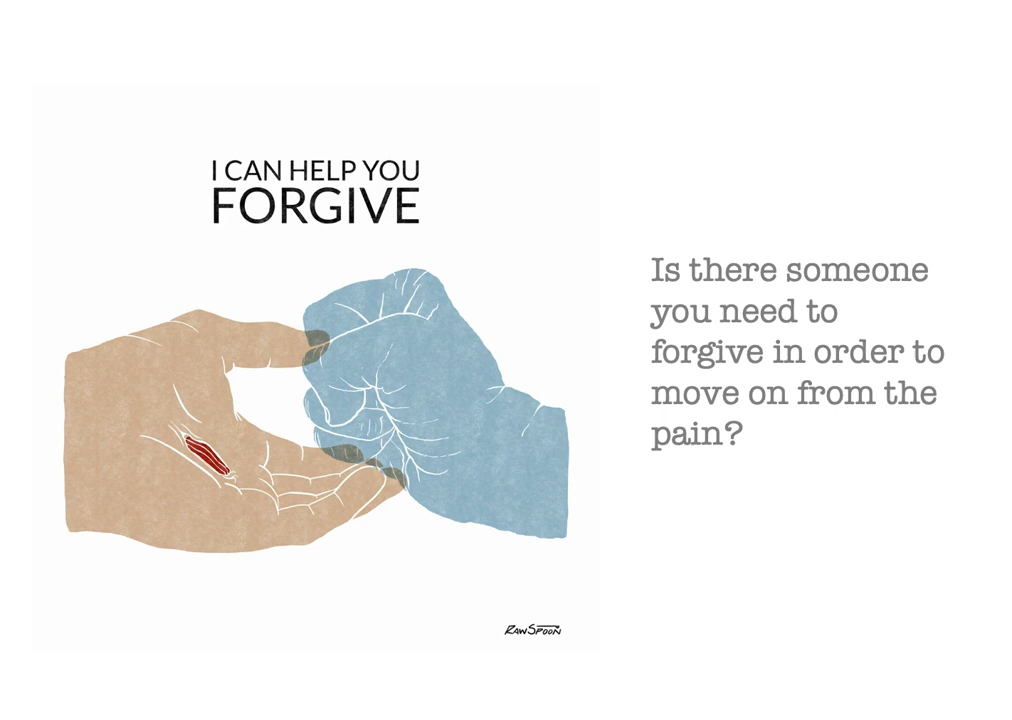 I CAN HELP YOU
FORGIVE
Is there someone
you need to
forgive in order to
move on from the
pain?
RAWSPOON